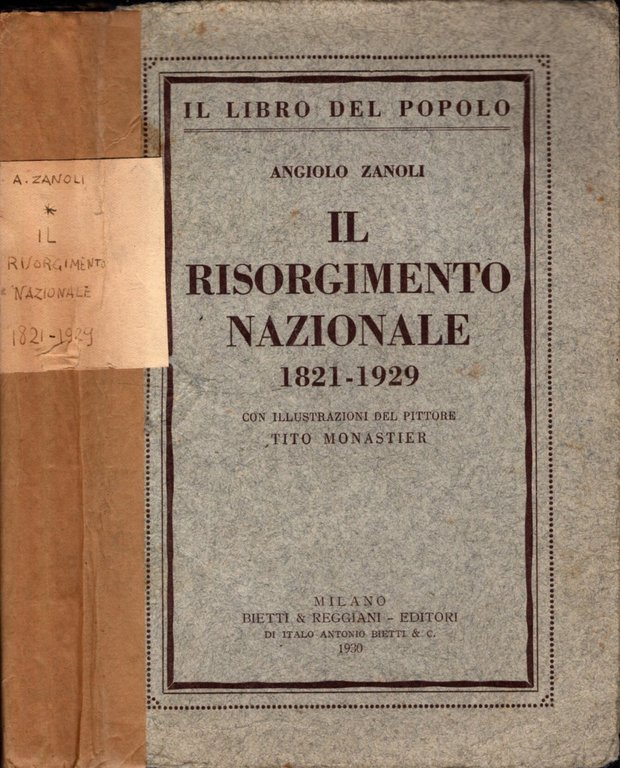 A. ZANOLI
*
IL
RISORGIMENTO
NAZIONALE
1821-1929
IL LIBRO DEL POPOLO
ANGIOLO ZANOLI
IL
RISORGIMENTO
NAZIONALE
1821-1929
CON ILLUSTRAZIONI DEL PITTORE
TITO MONASTIER
MILANO
BIETTI & REGGIANI - EDITORI
DI ITALO ANTONIO BIETTI & C.
1930